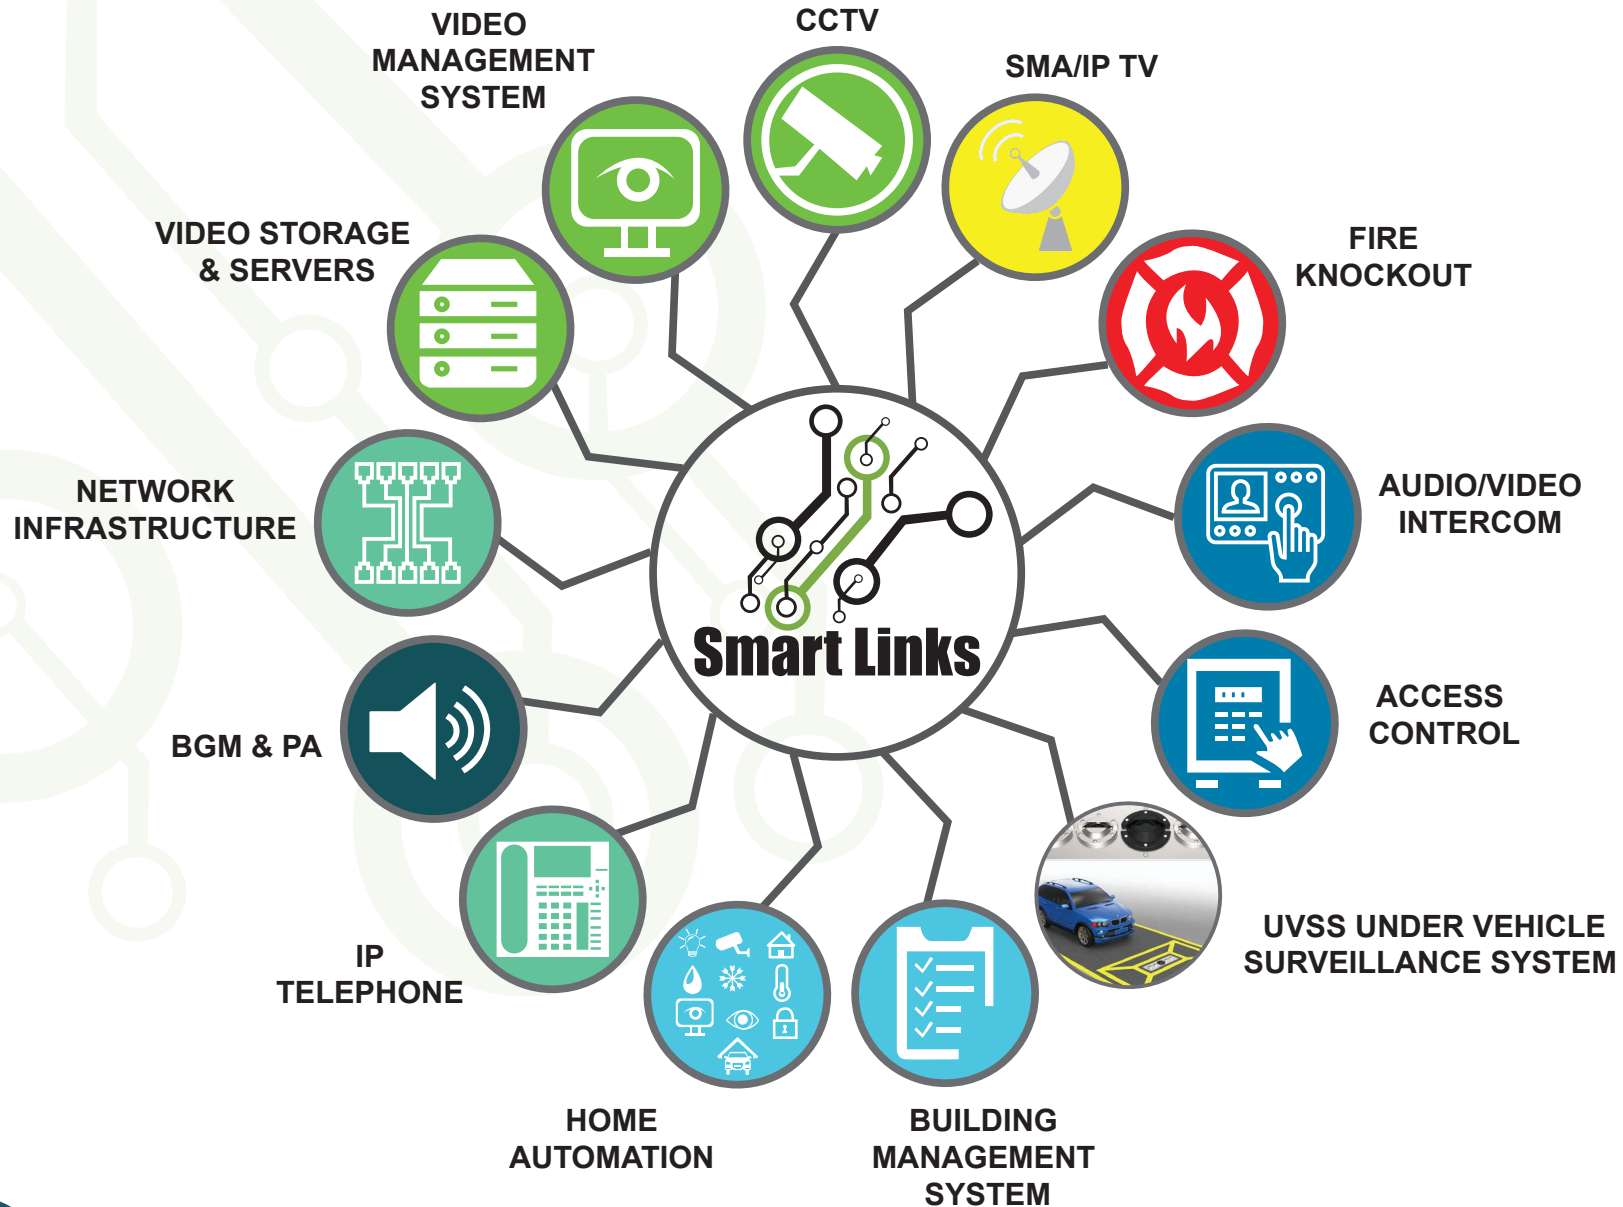 VIDEO
MANAGEMENT
SYSTEM
CCTV
SMA/IP TV
FIRE
KNOCKOUT
AUDIO/VIDEO
INTERCOM
ACCESS
CONTROL
UVSS UNDER VEHICLE
SURVEILLANCE SYSTEM
BUILDING
MANAGEMENT
SYSTEM
HOME
AUTOMATION
IP
TELEPHONE
BGM & PA
NETWORK
INFRASTRUCTURE
VIDEO STORAGE
& SERVERS
Smart Links